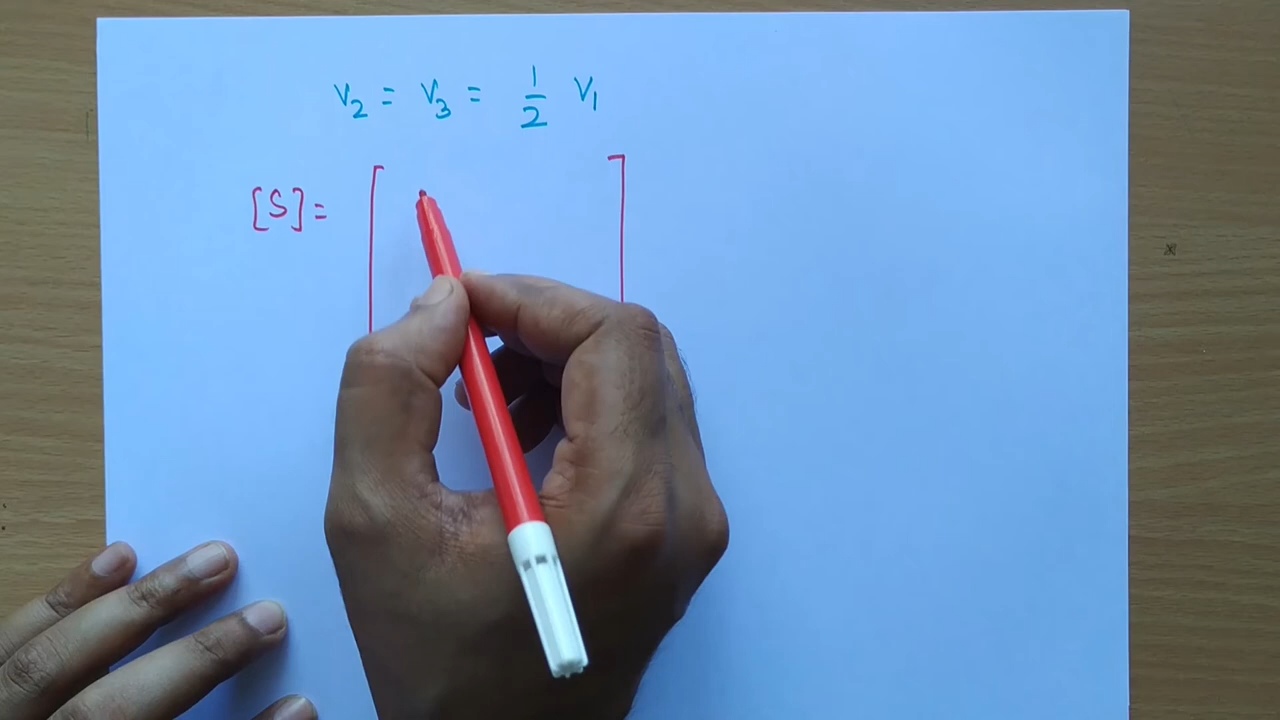 V₂ = V₃ = 1/2 V₁
[S] = [ ]